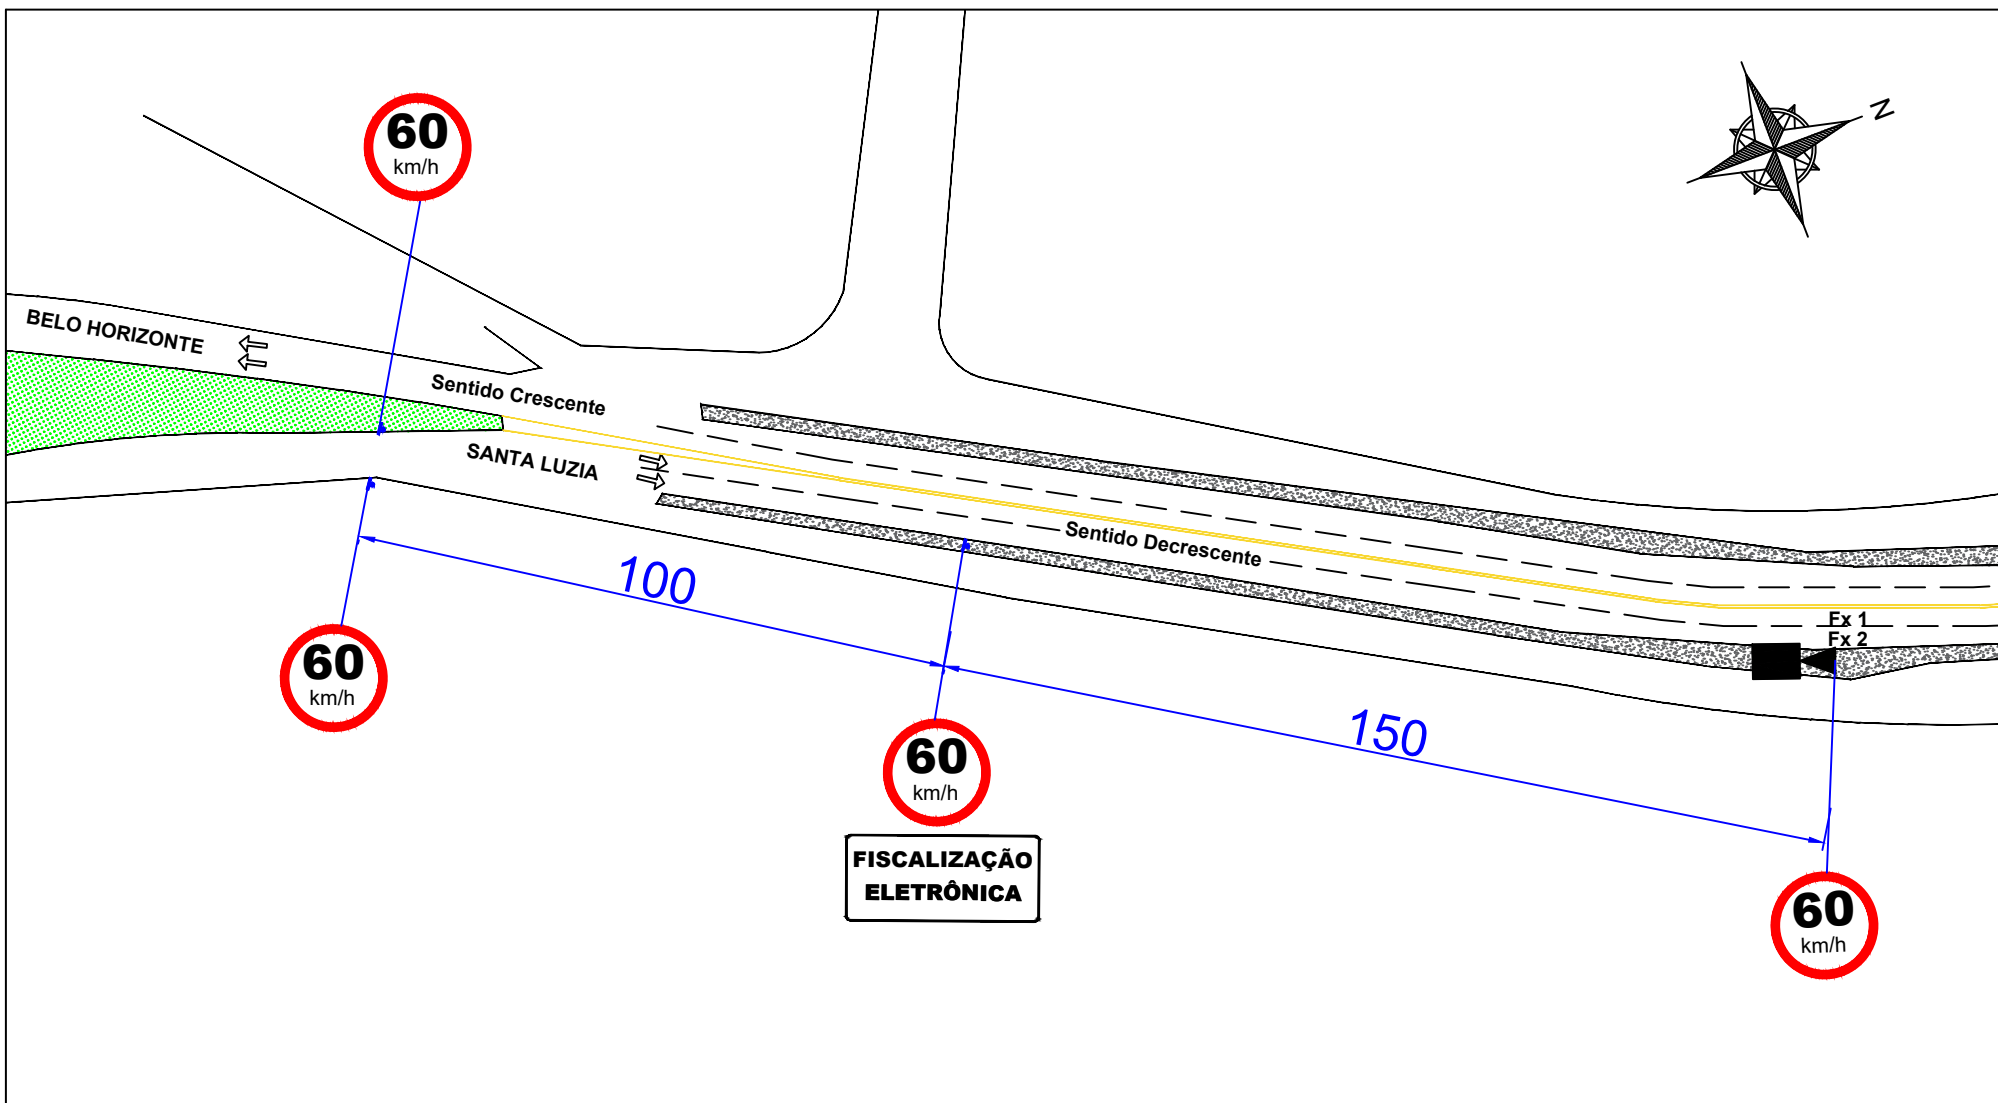 60
km/h
N
BELO HORIZONTE
Sentido Crescente
SANTA LUZIA
Sentido Decrescente
100
Fx 1
Fx 2
60
km/h
150
60
km/h
FISCALIZAÇÃO
ELETRÔNICA
60
km/h